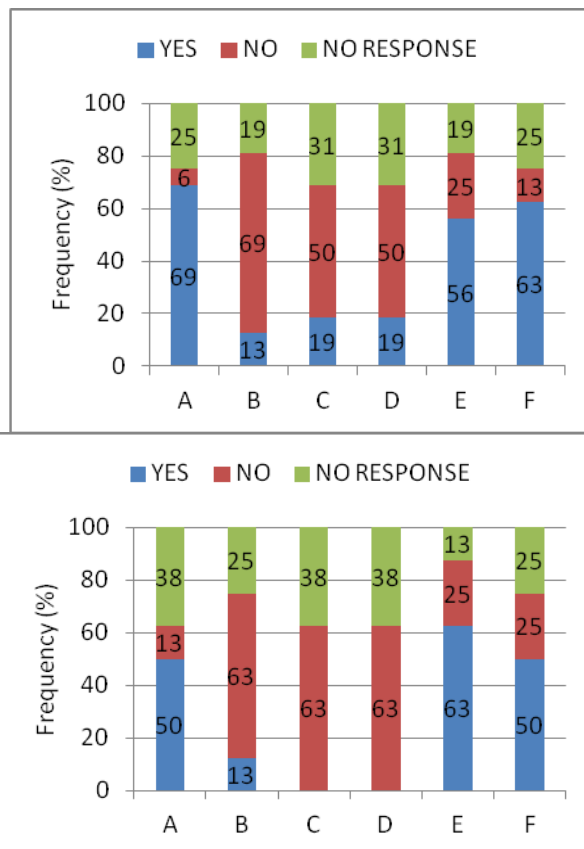 YES NO NO RESPONSE
100
80
60
40
20
0
Frequency (%)
25 19 31 31 19 25
6 69 50 50 25 13
69 13 19 19 56 63
A B C D E F
YES NO NO RESPONSE
100
80
60
40
20
0
Frequency (%)
38 25 38 38 13 25
13 63 63 63 25 25
50 13 63 50
A B C D E F